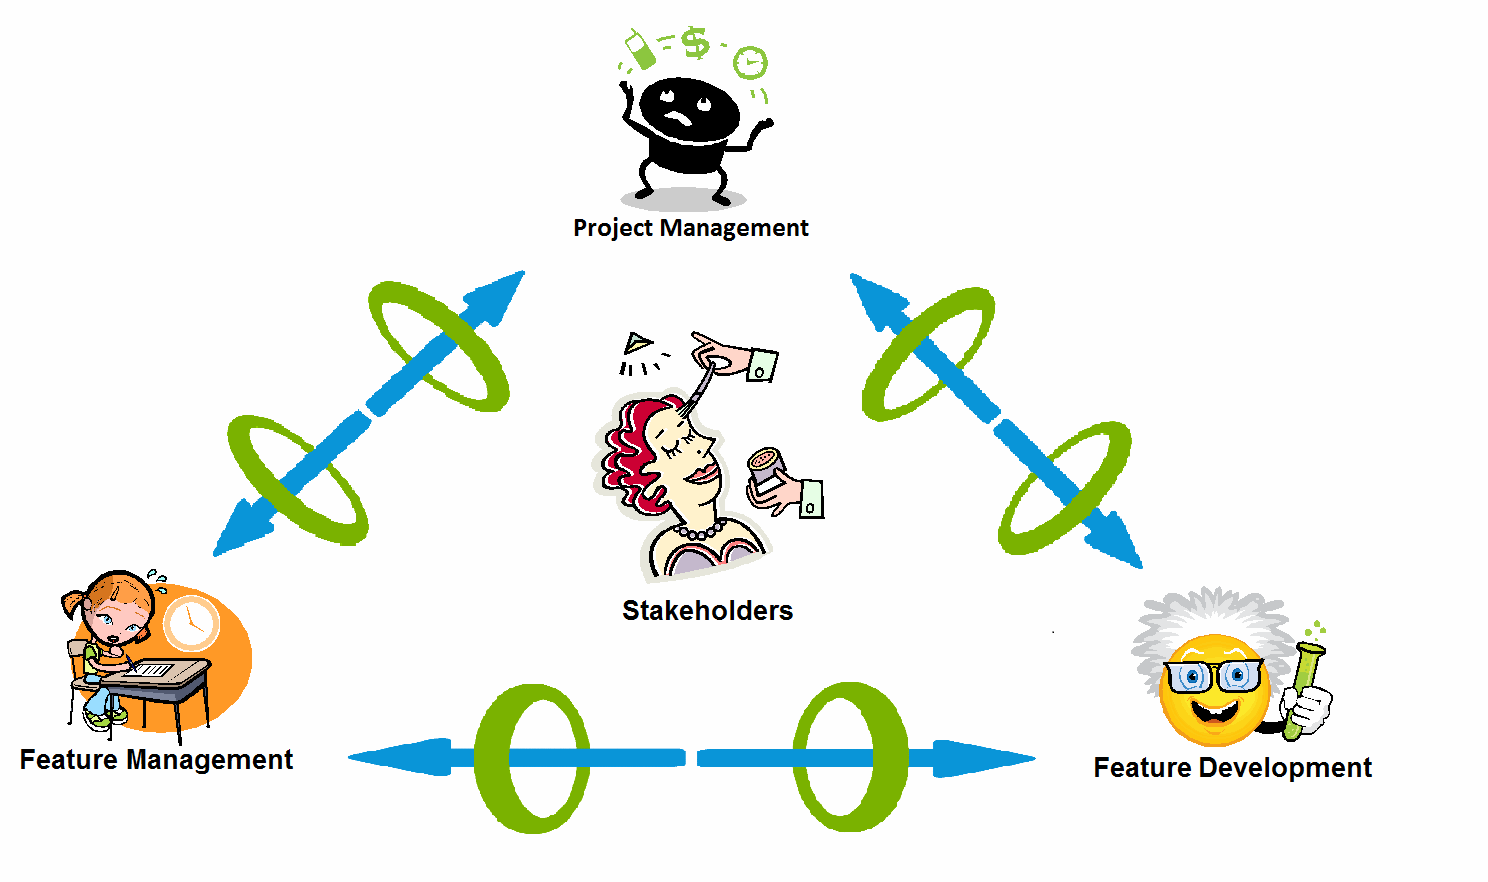 $
Project Management
Stakeholders
Feature Management
Feature Development